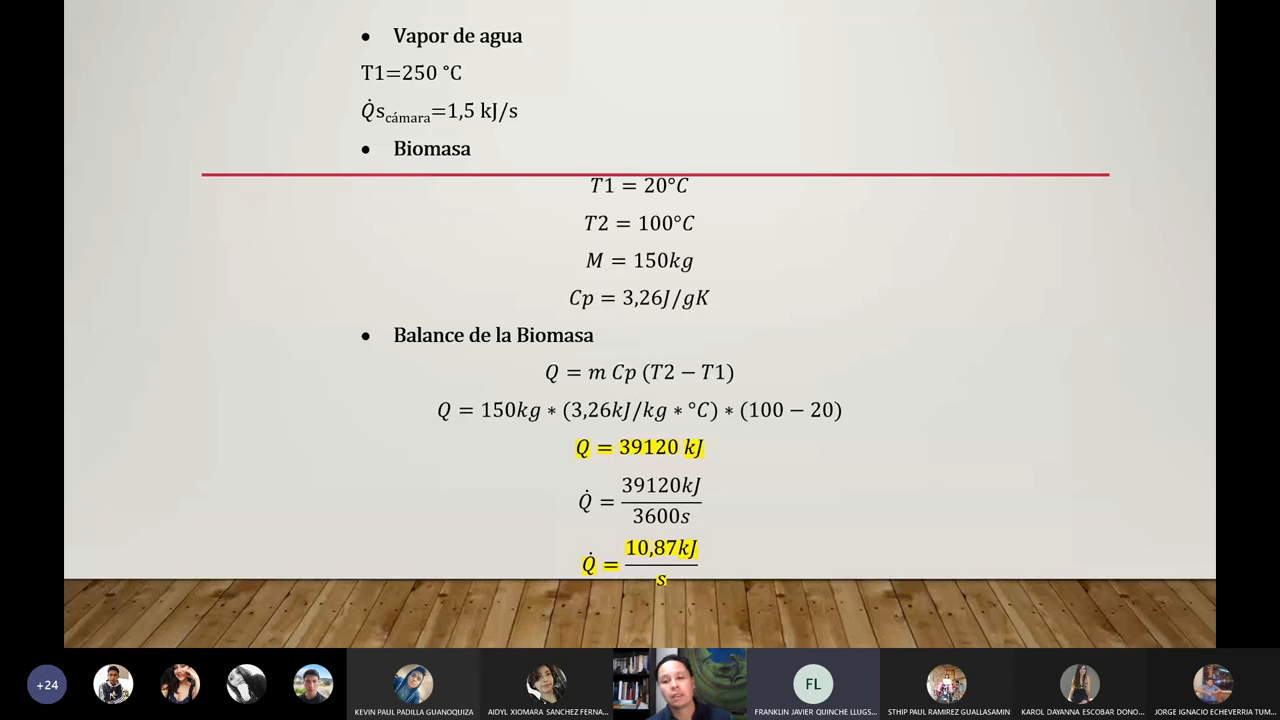 • Vapor de agua
T1=250 °C
Q̇s cámara=1,5 kJ/s
• Biomasa
T1 = 20°C
T2 = 100°C
M = 150kg
Cp = 3,26J/gK
• Balance de la Biomasa
Q = m Cp (T2 − T1)
Q = 150kg ∗ (3,26kJ/kg ∗ °C) ∗ (100 − 20)
Q = 39120 kJ
Q̇ = 39120kJ / 3600s
Q̇ = 10,87kJ / s
+24
KEVIN PAUL PADILLA GUANOQUIZA
AIDYL XIOMARA SANCHEZ FERNA...
FL
FRANKLIN JAVIER QUINCHE LLUGS...
STHIP PAUL RAMIREZ GUALLASAMIN
KAROL DAYANNA ESCOBAR DONO...
JORGE IGNACIO ECHEVERRIA TUM...